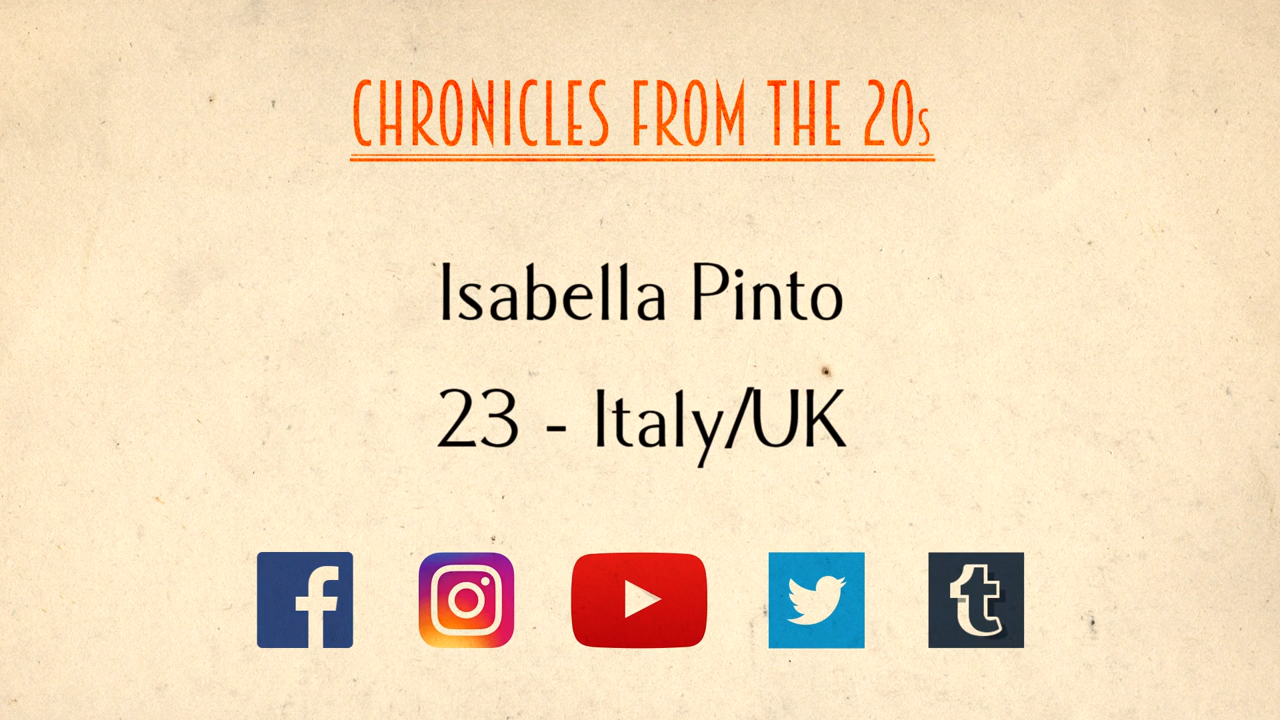 CHRONICLES FROM THE 20s
Isabella Pinto
23 - Italy/UK